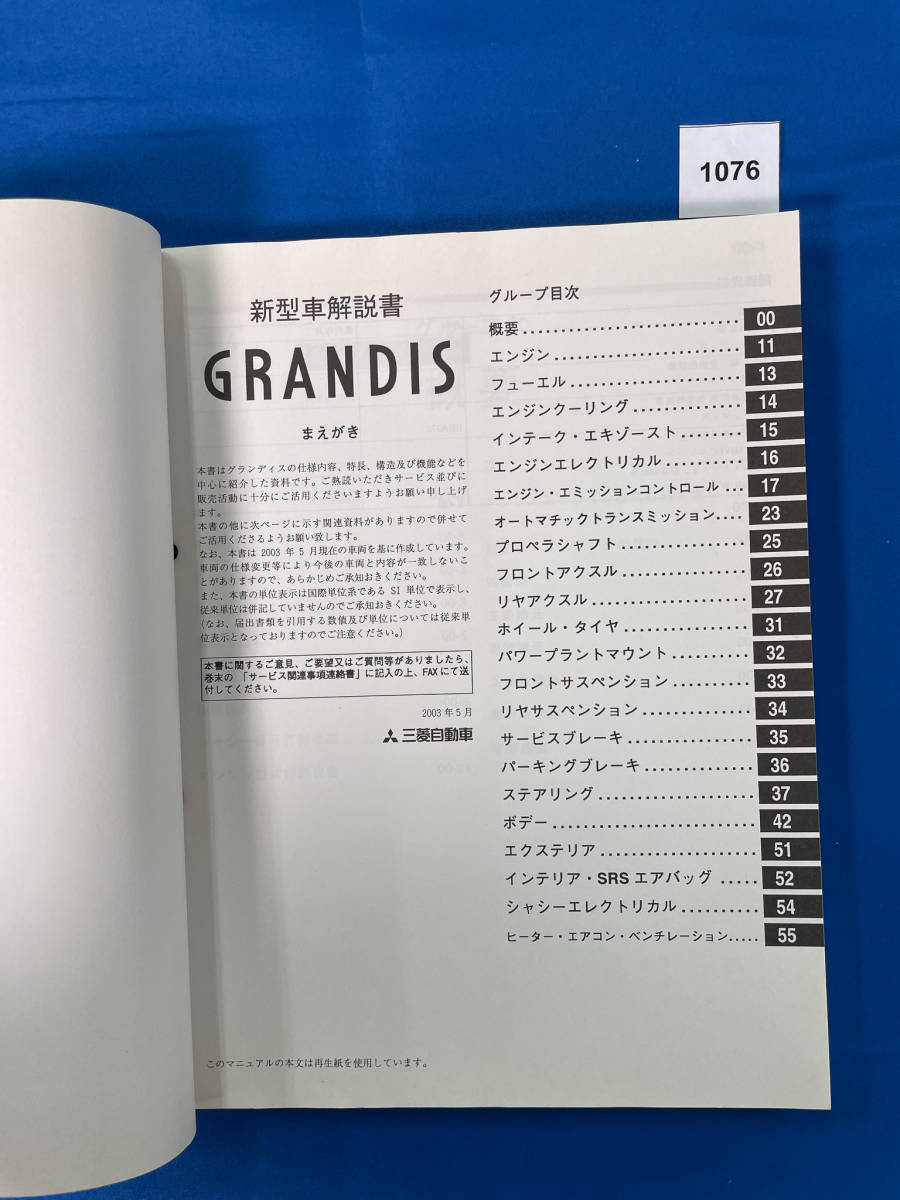 1076
新型車解説書
GRANDIS
まえがき
本書はグランディスの仕様内容、特長、構造及び機能などを
中心に紹介した資料です。ご熟読いただきサービス並びに
販売活動に十分にご活用くださいますようお願い申し上げ
ます。
本書の他に次ページに示す関連資料がありますので併せて
ご活用くださるようお願い致します。
なお、本書は 2003 年 5 月現在の車両を基に作成しています。
車両の仕様変更等により今後の車両と内容が一致しないこ
とがありますので、あらかじめご承知おきください。
また、本書の単位表示は国際単位系である SI 単位で表示し、
従来単位は併記していませんのでご承知おきください。
(なお、届出書類を引用する数値及び単位については従来単
位表示となっておりますのでご注意ください。)
本書に関するご意見、ご要望又はご質問等がありましたら、
巻末の 「サービス関連事項連絡書」に記入の上、FAXにて送
付してください。
2003 年 5 月
三菱自動車
グループ目次
概要........................... 00
エンジン........................ 11
フューエル...................... 13
エンジンクーリング.............. 14
インテーク・エキゾースト........ 15
エンジンエレクトリカル.......... 16
エンジン・エミッションコントロール ... 17
オートマチックトランスミッション.... 23
プロペラシャフト................ 25
フロントアクスル................ 26
リヤアクスル.................... 27
ホイール・タイヤ................ 31
パワープラントマウント.......... 32
フロントサスペンション.......... 33
リヤサスペンション.............. 34
サービスブレーキ................ 35
パーキングブレーキ.............. 36
ステアリング.................... 37
ボデー.......................... 42
エクステリア.................... 51
インテリア・SRS エアバッグ ..... 52
シャシーエレクトリカル.......... 54
ヒーター・エアコン・ベンチレーション..... 55
このマニュアルの本文は再生紙を使用しています。